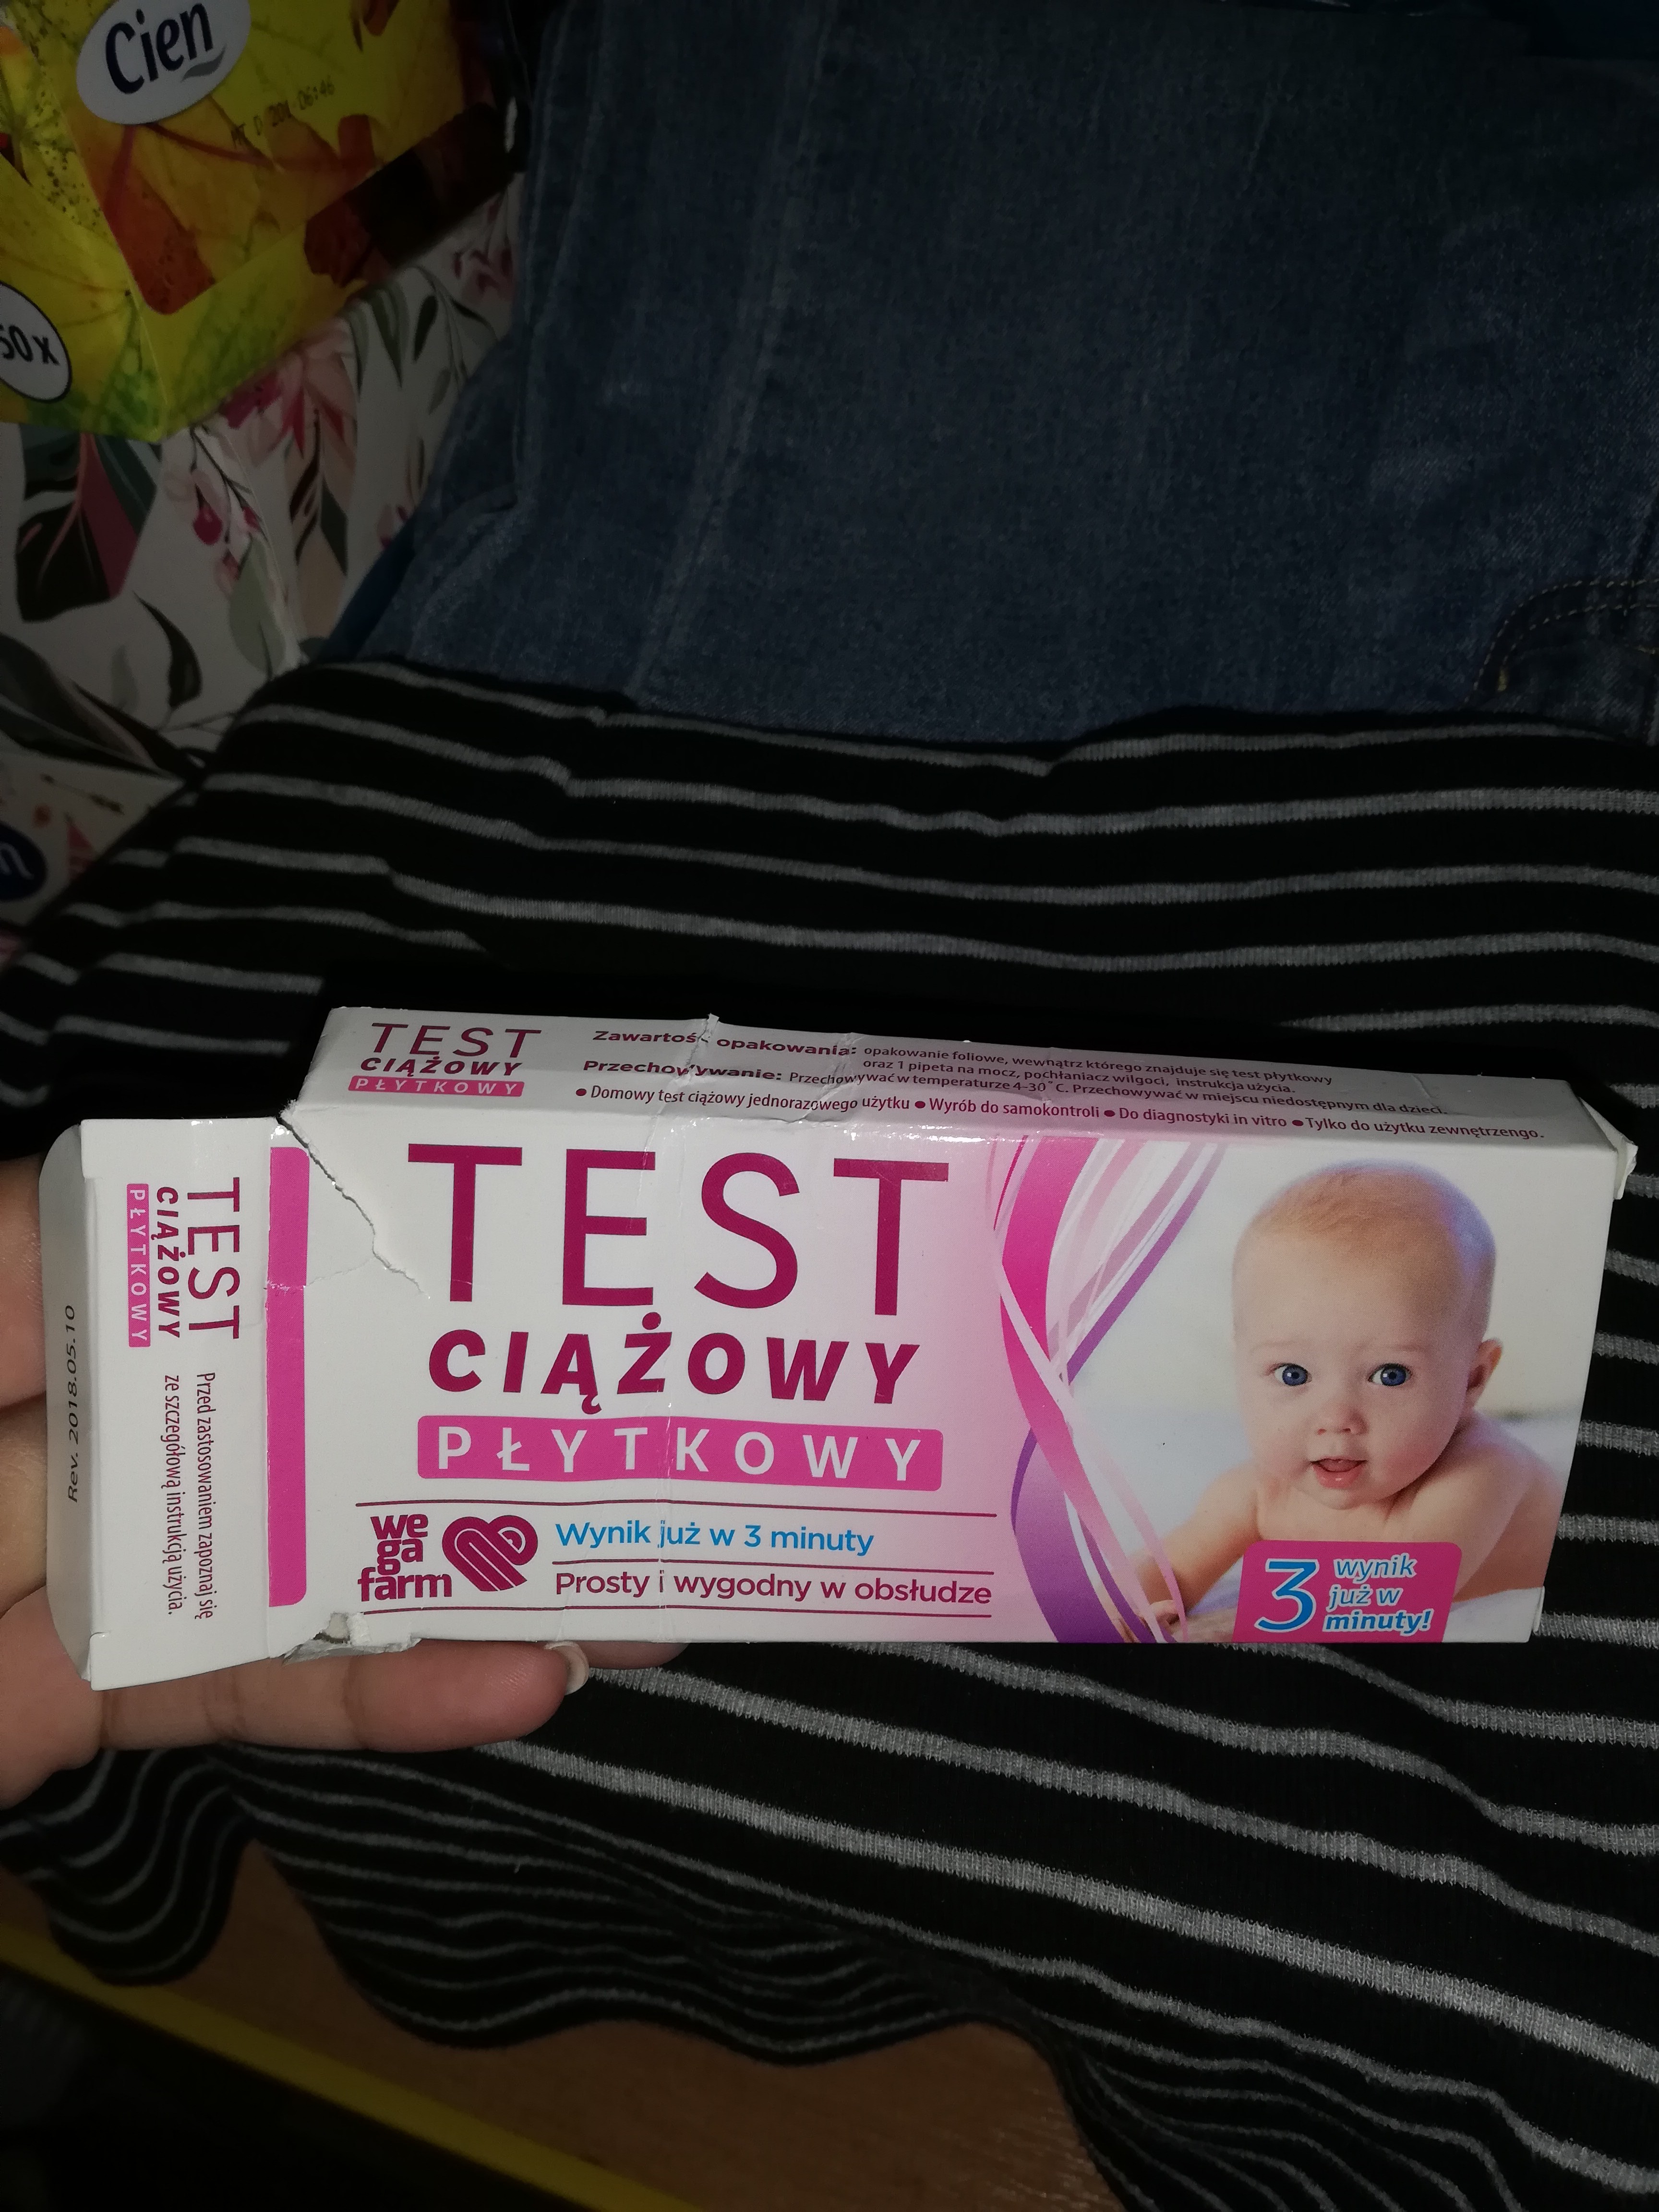 Cien
50 x
TEST
CIĄŻOWY
PŁYTKOWY
Zawartość opakowania: opakowanie foliowe, wewnątrz którego znajduje się test płytkowy
oraz 1 pipeta na mocz, pochłaniacz wilgoci, instrukcja użycia.
Przechowywanie: Przechowywać w temperaturze 4-30°C. Przechowywać w miejscu niedostępnym dla dzieci.
• Domowy test ciążowy jednorazowego użytku • Wyrób do samokontroli • Do diagnostyki in vitro • Tylko do użytku zewnętrznego.
TEST
CIĄŻOWY
PŁYTKOWY
Przed zastosowaniem zapoznaj się
ze szczegółową instrukcją użycia.
Rev. 2018.05.10
TEST
CIĄŻOWY
PŁYTKOWY
we
ga
farm
Wynik już w 3 minuty
Prosty i wygodny w obsłudze
3 wynik
już w
minuty!